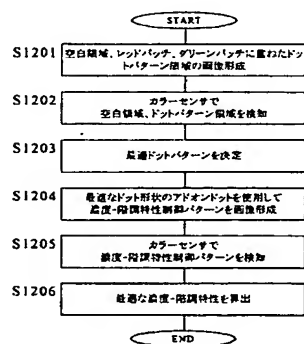 START
S1201
空白領域、レッドパッチ、グリーンパッチに重ねたドッ
トパターン領域の画像形成
S1202
カラーセンサで
空白領域、ドットパターン領域を検知
S1203
最適ドットパターンを決定
S1204
最適なドット形状のアドオンドットを使用して
濃度-階調特性制御パターンを画像形成
S1205
カラーセンサで
濃度-階調特性制御パターンを検知
S1206
最適な濃度-階調特性を算出
END